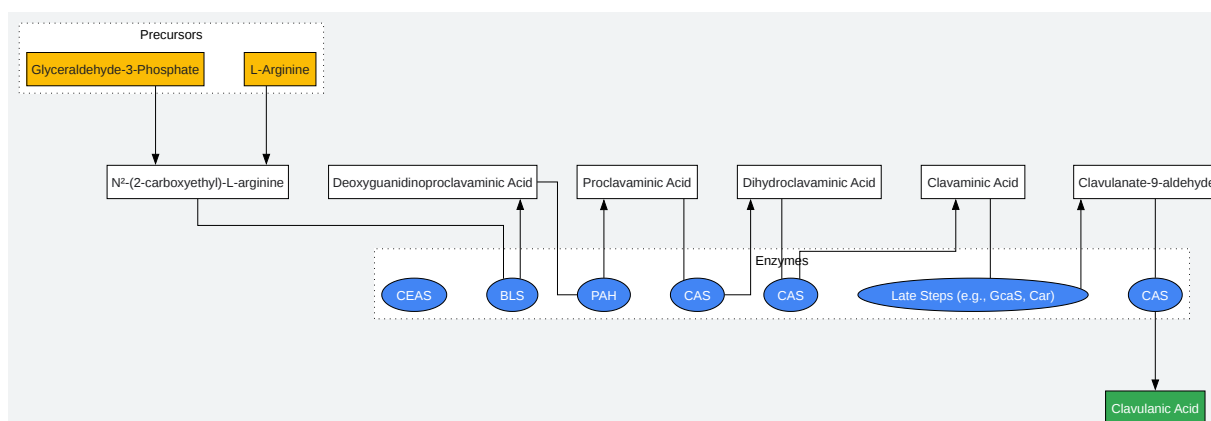 Precursors
Glyceraldehyde-3-Phosphate
L-Arginine
N²-(2-carboxyethyl)-L-arginine
Deoxyguanidinoproclavaminic Acid
Proclavaminic Acid
Dihydroclavaminic Acid
Clavaminic Acid
Clavulanate-9-aldehyde
Enzymes
CEAS
BLS
PAH
CAS
CAS
Late Steps (e.g., GcaS, Car)
CAS
Clavulanic Acid